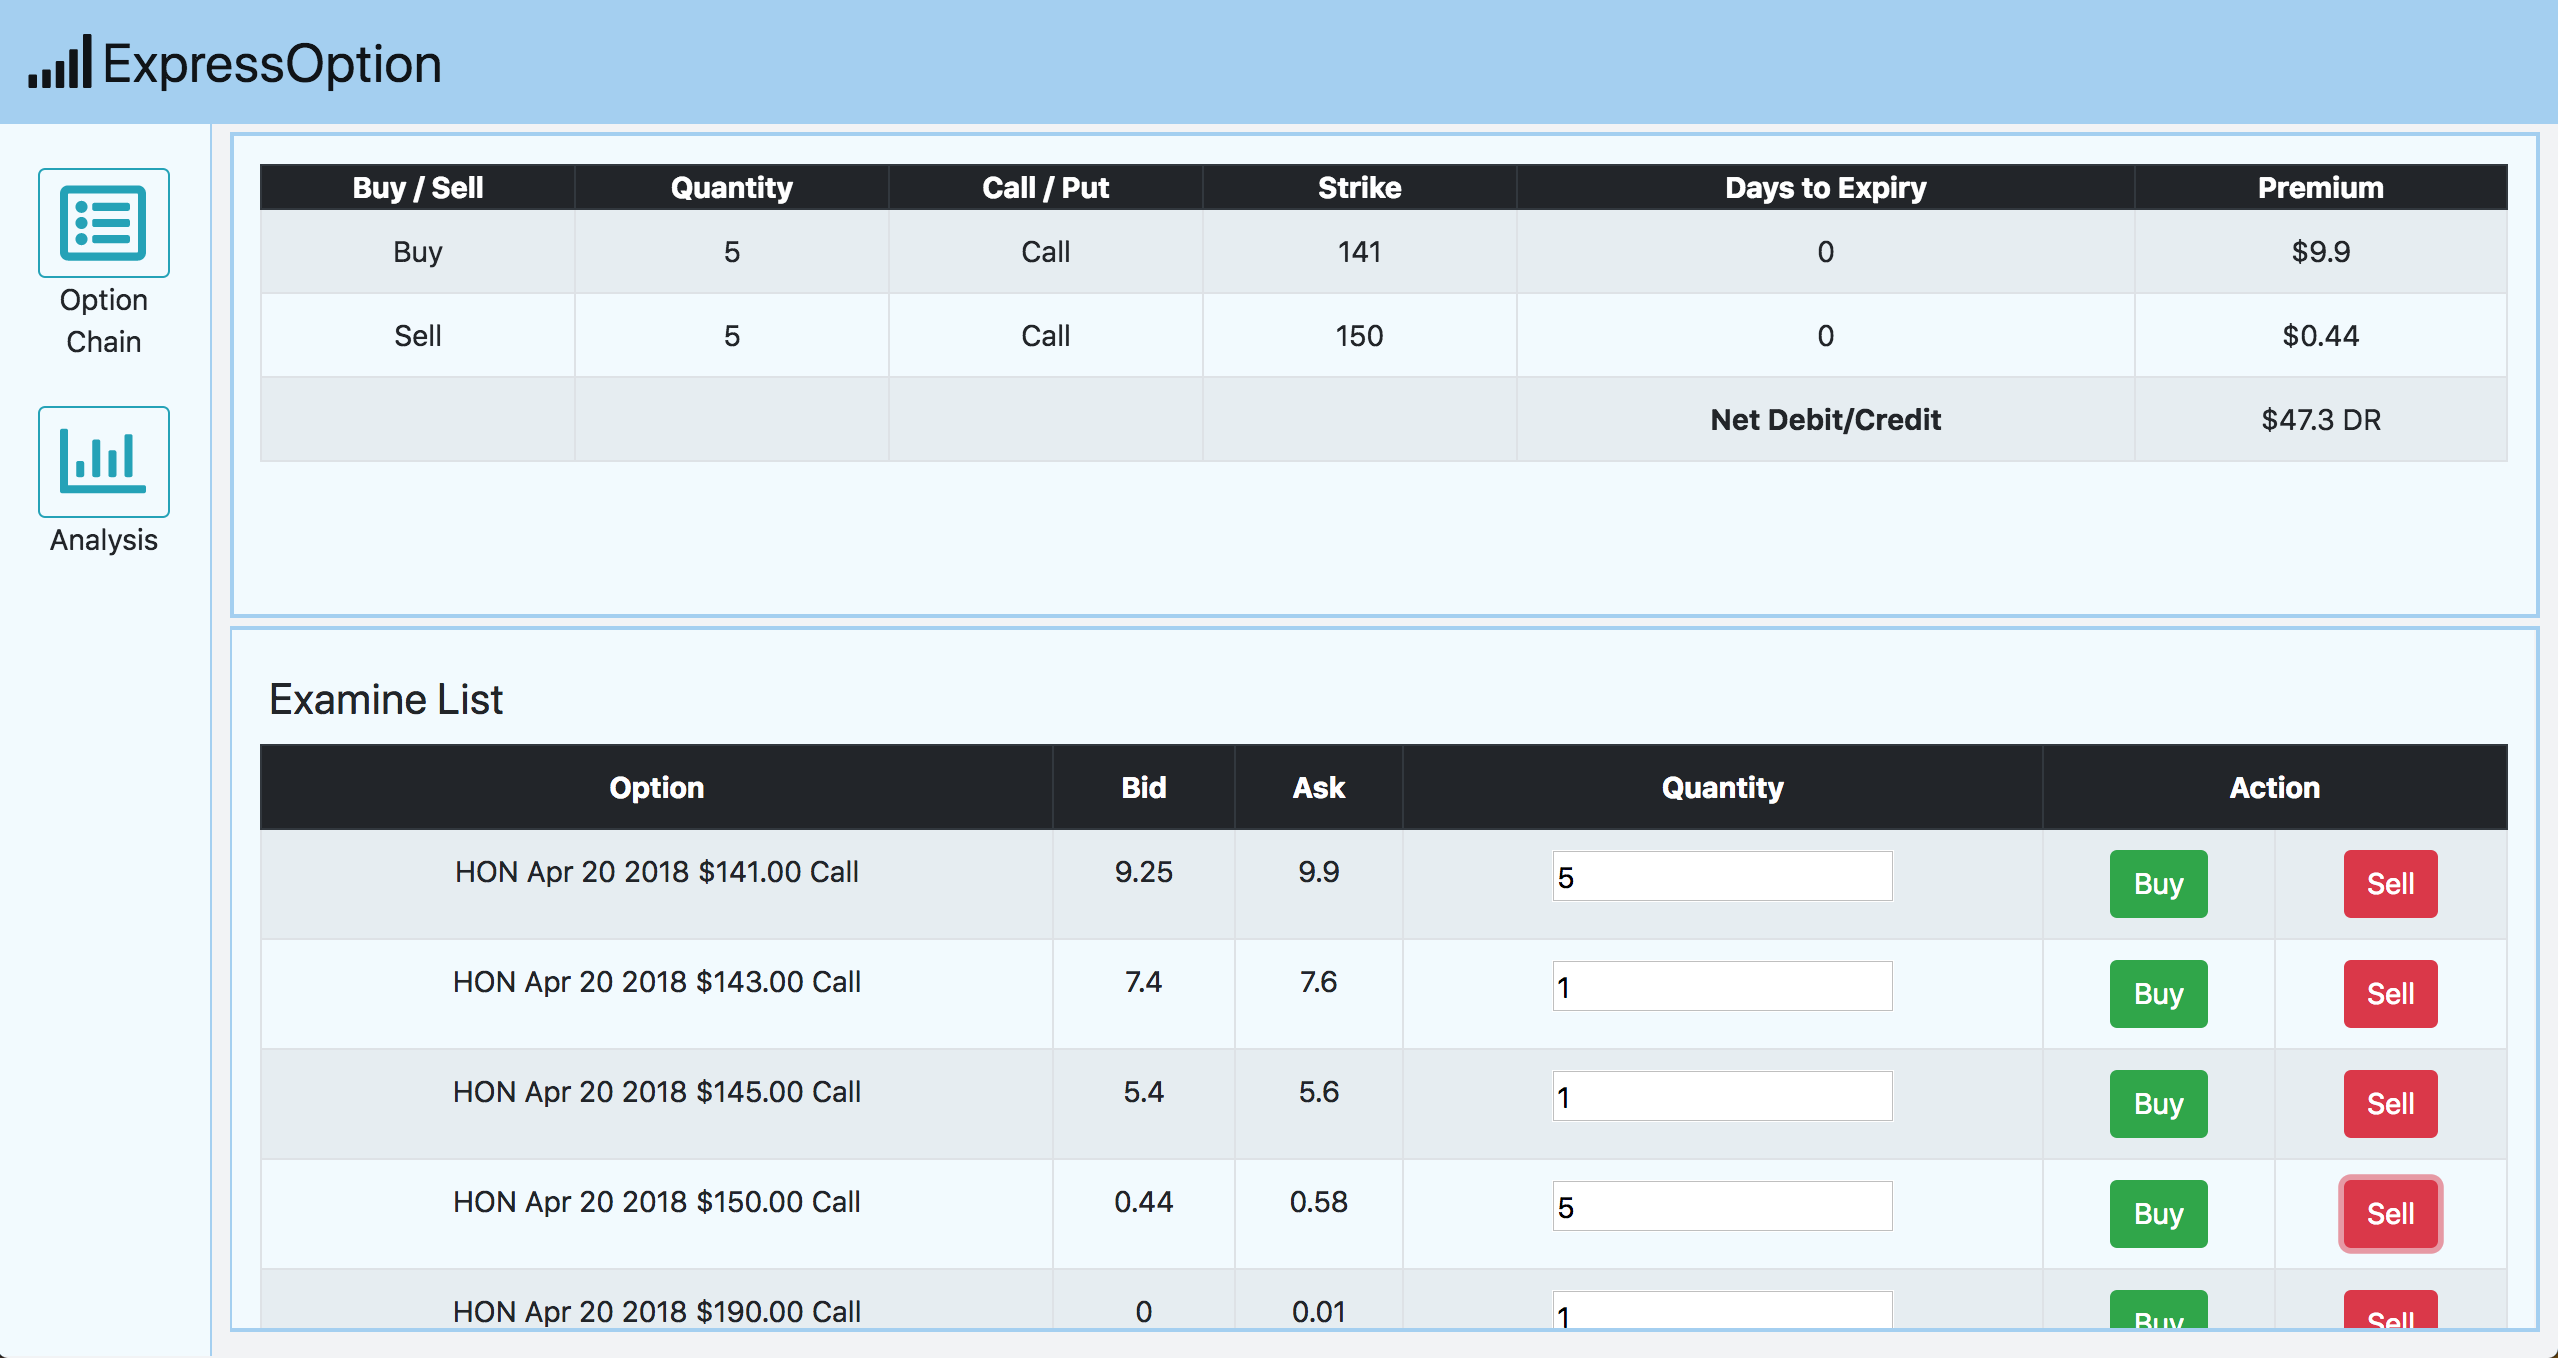 ExpressOption
Option
Chain
Analysis
Buy / Sell Quantity Call / Put Strike Days to Expiry Premium
Buy 5 Call 141 0 $9.9
Sell 5 Call 150 0 $0.44
Net Debit/Credit $47.3 DR
Examine List
Option Bid Ask Quantity Action
HON Apr 20 2018 $141.00 Call 9.25 9.9 5 Buy Sell
HON Apr 20 2018 $143.00 Call 7.4 7.6 1 Buy Sell
HON Apr 20 2018 $145.00 Call 5.4 5.6 1 Buy Sell
HON Apr 20 2018 $150.00 Call 0.44 0.58 5 Buy Sell
HON Apr 20 2018 $190.00 Call 0 0.01 1 Buy Sell